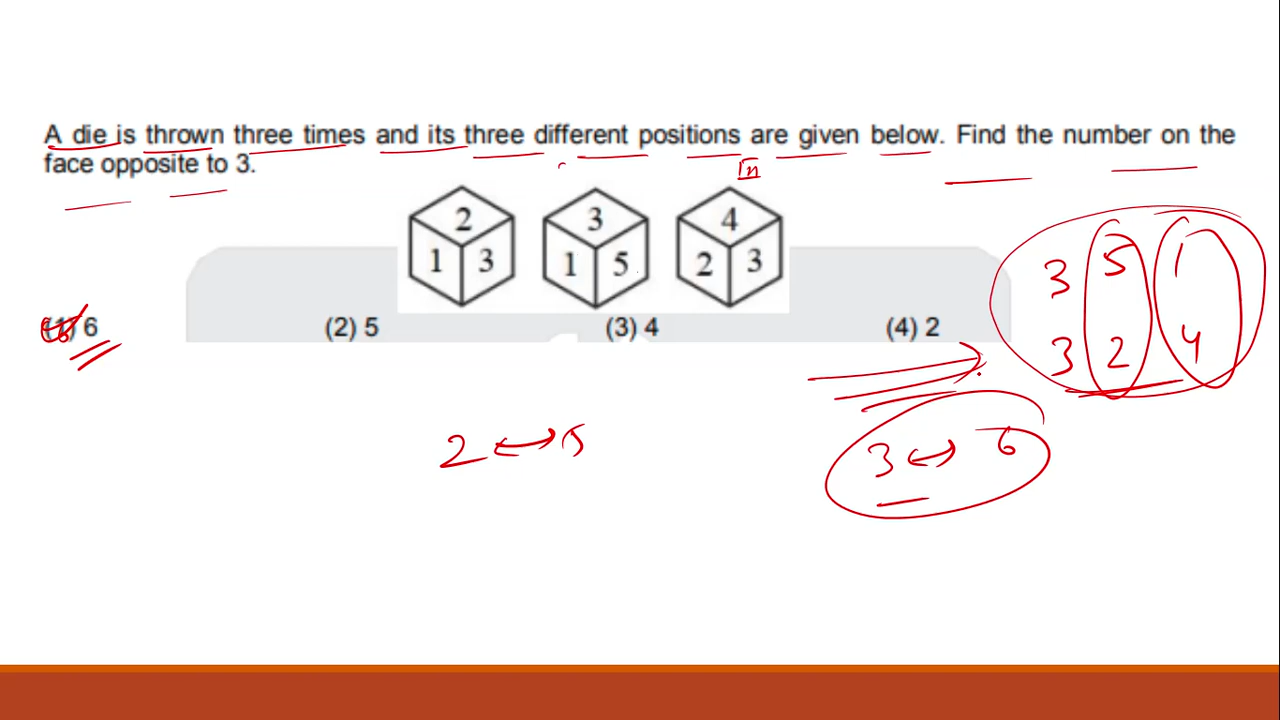 A die is thrown three times and its three different positions are given below. Find the number on the
face opposite to 3.
In
2 3 4
1 3 1 5 2 3
3 5 1
3 2 4
(1) 6 (2) 5 (3) 4 (4) 2
2 ↔ 5
3 ↔ 6